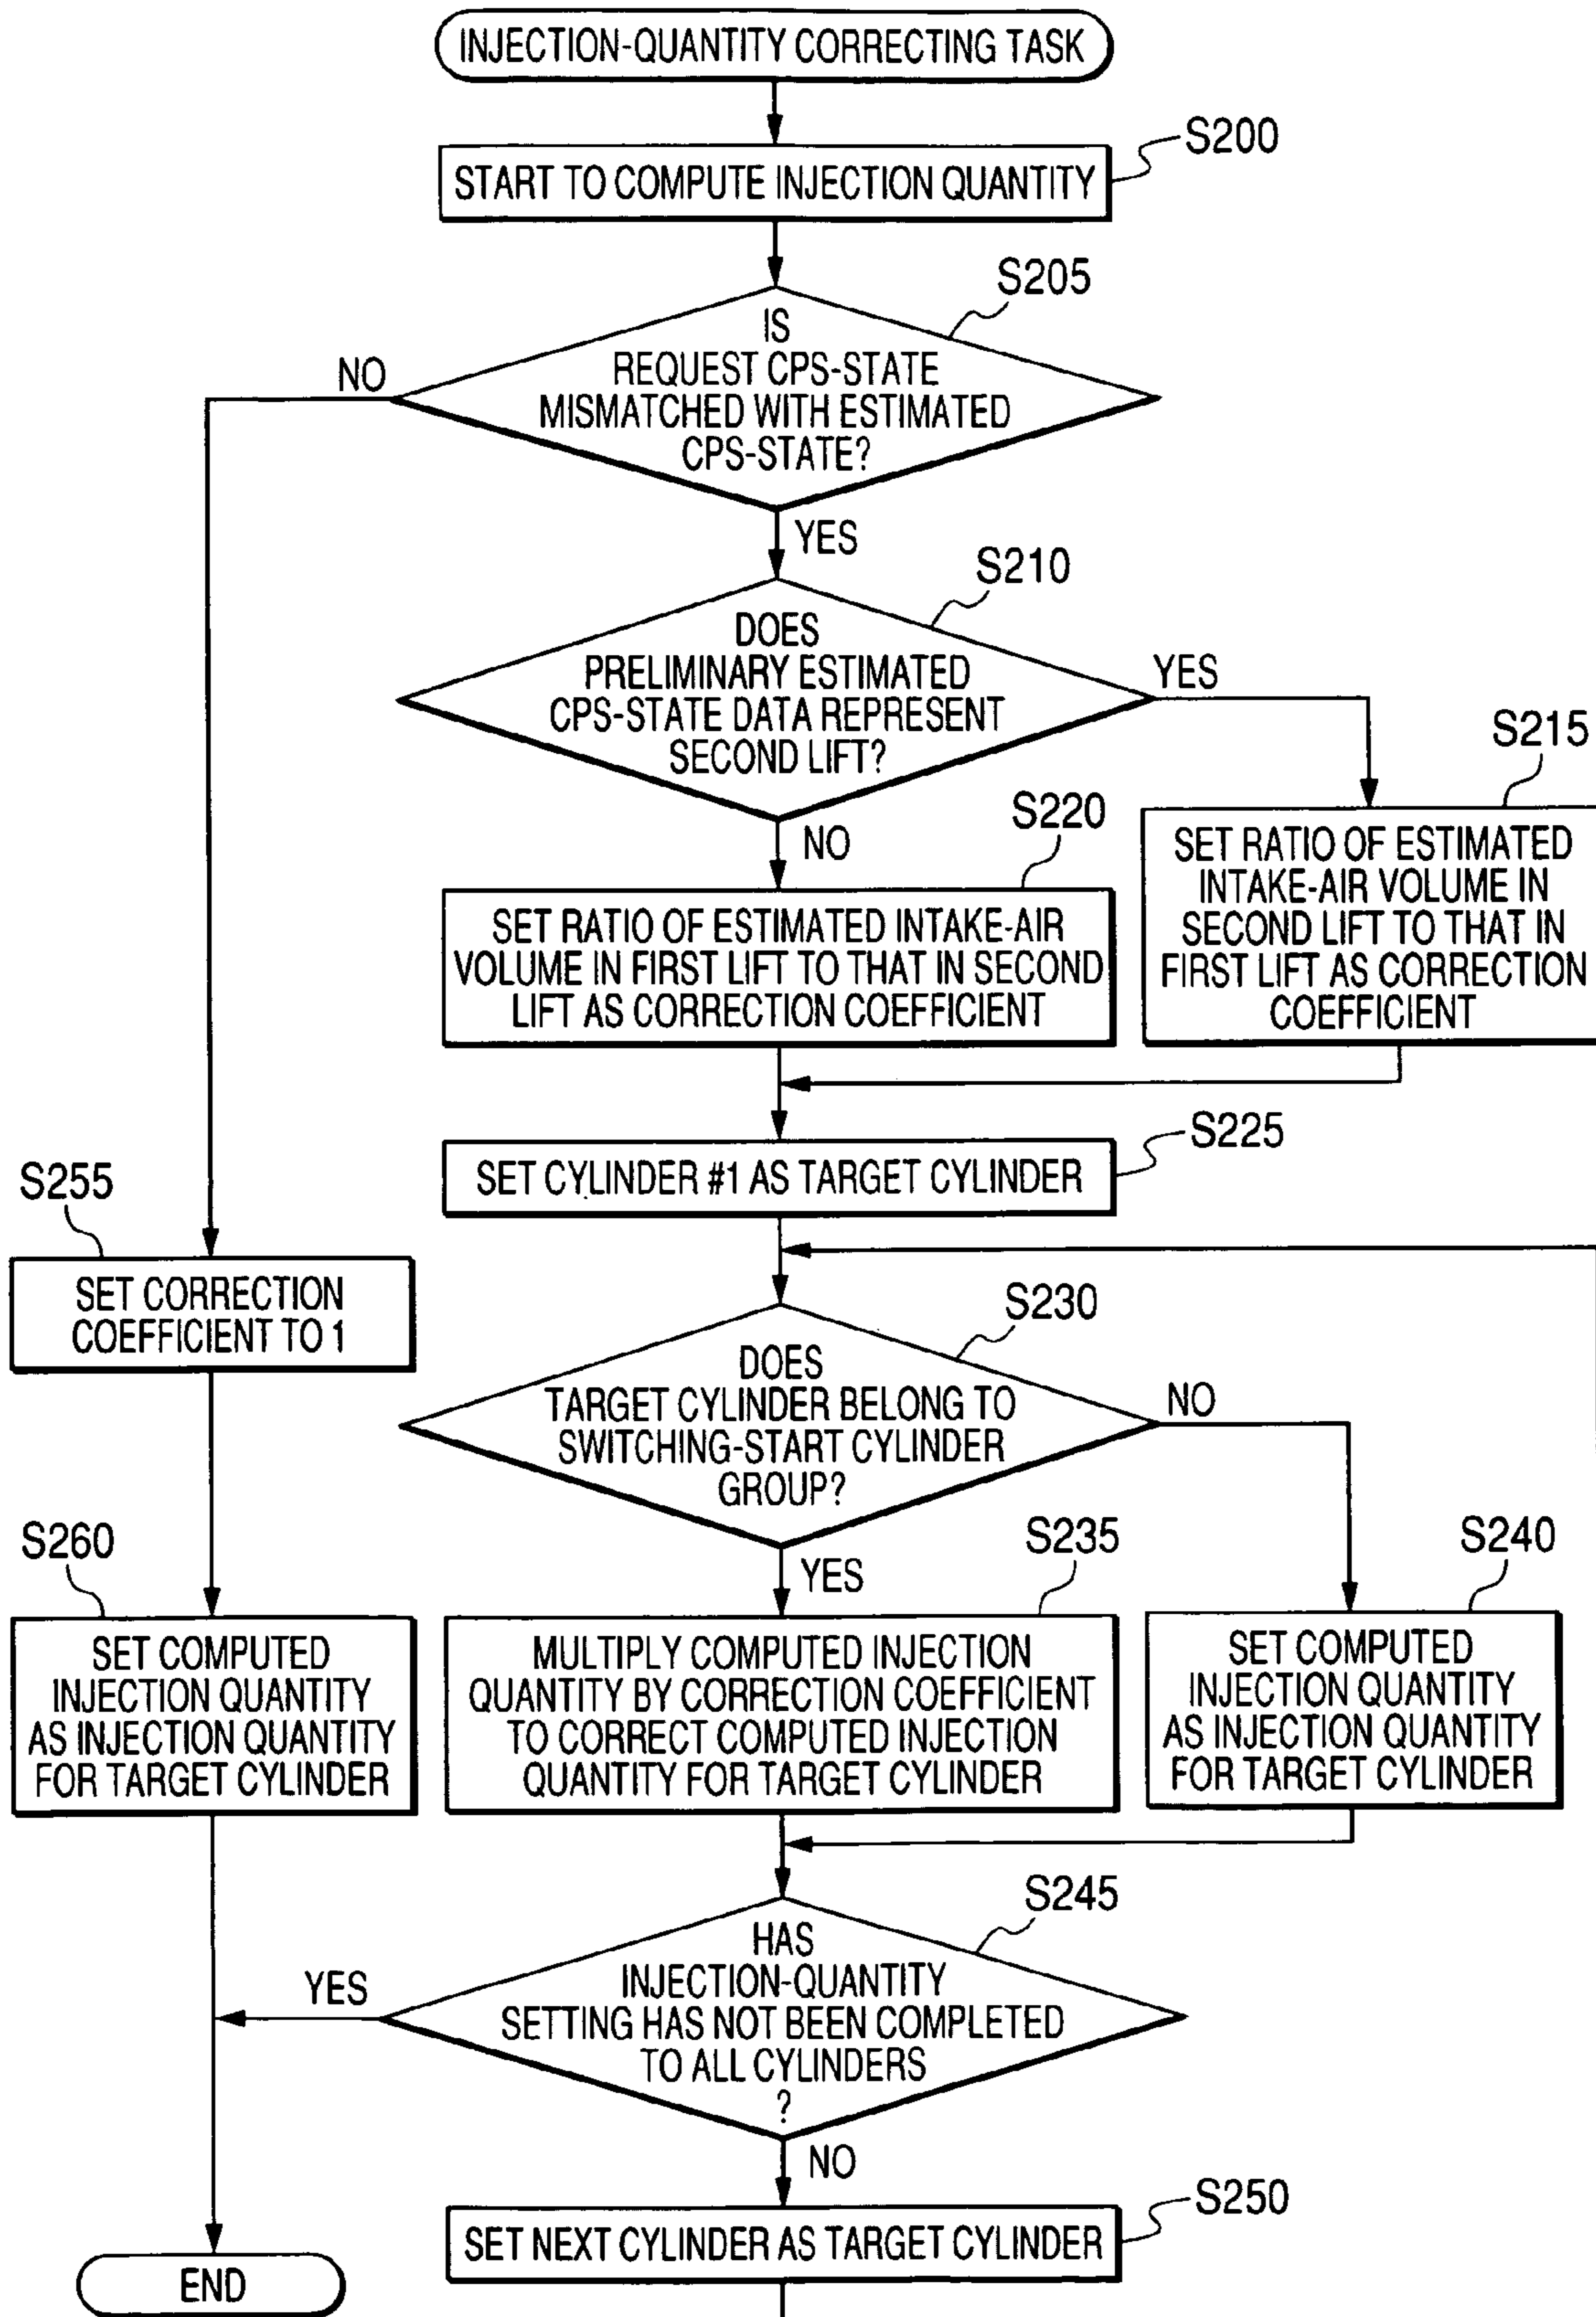 INJECTION-QUANTITY CORRECTING TASK
S200
START TO COMPUTE INJECTION QUANTITY
S205
IS
REQUEST CPS-STATE
MISMATCHED WITH ESTIMATED
CPS-STATE?
NO
YES
S210
DOES
PRELIMINARY ESTIMATED
CPS-STATE DATA REPRESENT
SECOND LIFT?
YES
NO
S215
SET RATIO OF ESTIMATED
INTAKE-AIR VOLUME IN
SECOND LIFT TO THAT IN
FIRST LIFT AS CORRECTION
COEFFICIENT
S220
SET RATIO OF ESTIMATED INTAKE-AIR
VOLUME IN FIRST LIFT TO THAT IN SECOND
LIFT AS CORRECTION COEFFICIENT
S225
SET CYLINDER #1 AS TARGET CYLINDER
S255
SET CORRECTION
COEFFICIENT TO 1
S230
DOES
TARGET CYLINDER BELONG TO
SWITCHING-START CYLINDER
GROUP?
NO
YES
S260
SET COMPUTED
INJECTION QUANTITY
AS INJECTION QUANTITY
FOR TARGET CYLINDER
S235
MULTIPLY COMPUTED INJECTION
QUANTITY BY CORRECTION COEFFICIENT
TO CORRECT COMPUTED INJECTION
QUANTITY FOR TARGET CYLINDER
S240
SET COMPUTED
INJECTION QUANTITY
AS INJECTION QUANTITY
FOR TARGET CYLINDER
S245
HAS
INJECTION-QUANTITY
SETTING HAS NOT BEEN COMPLETED
TO ALL CYLINDERS
?
YES
NO
S250
SET NEXT CYLINDER AS TARGET CYLINDER
END